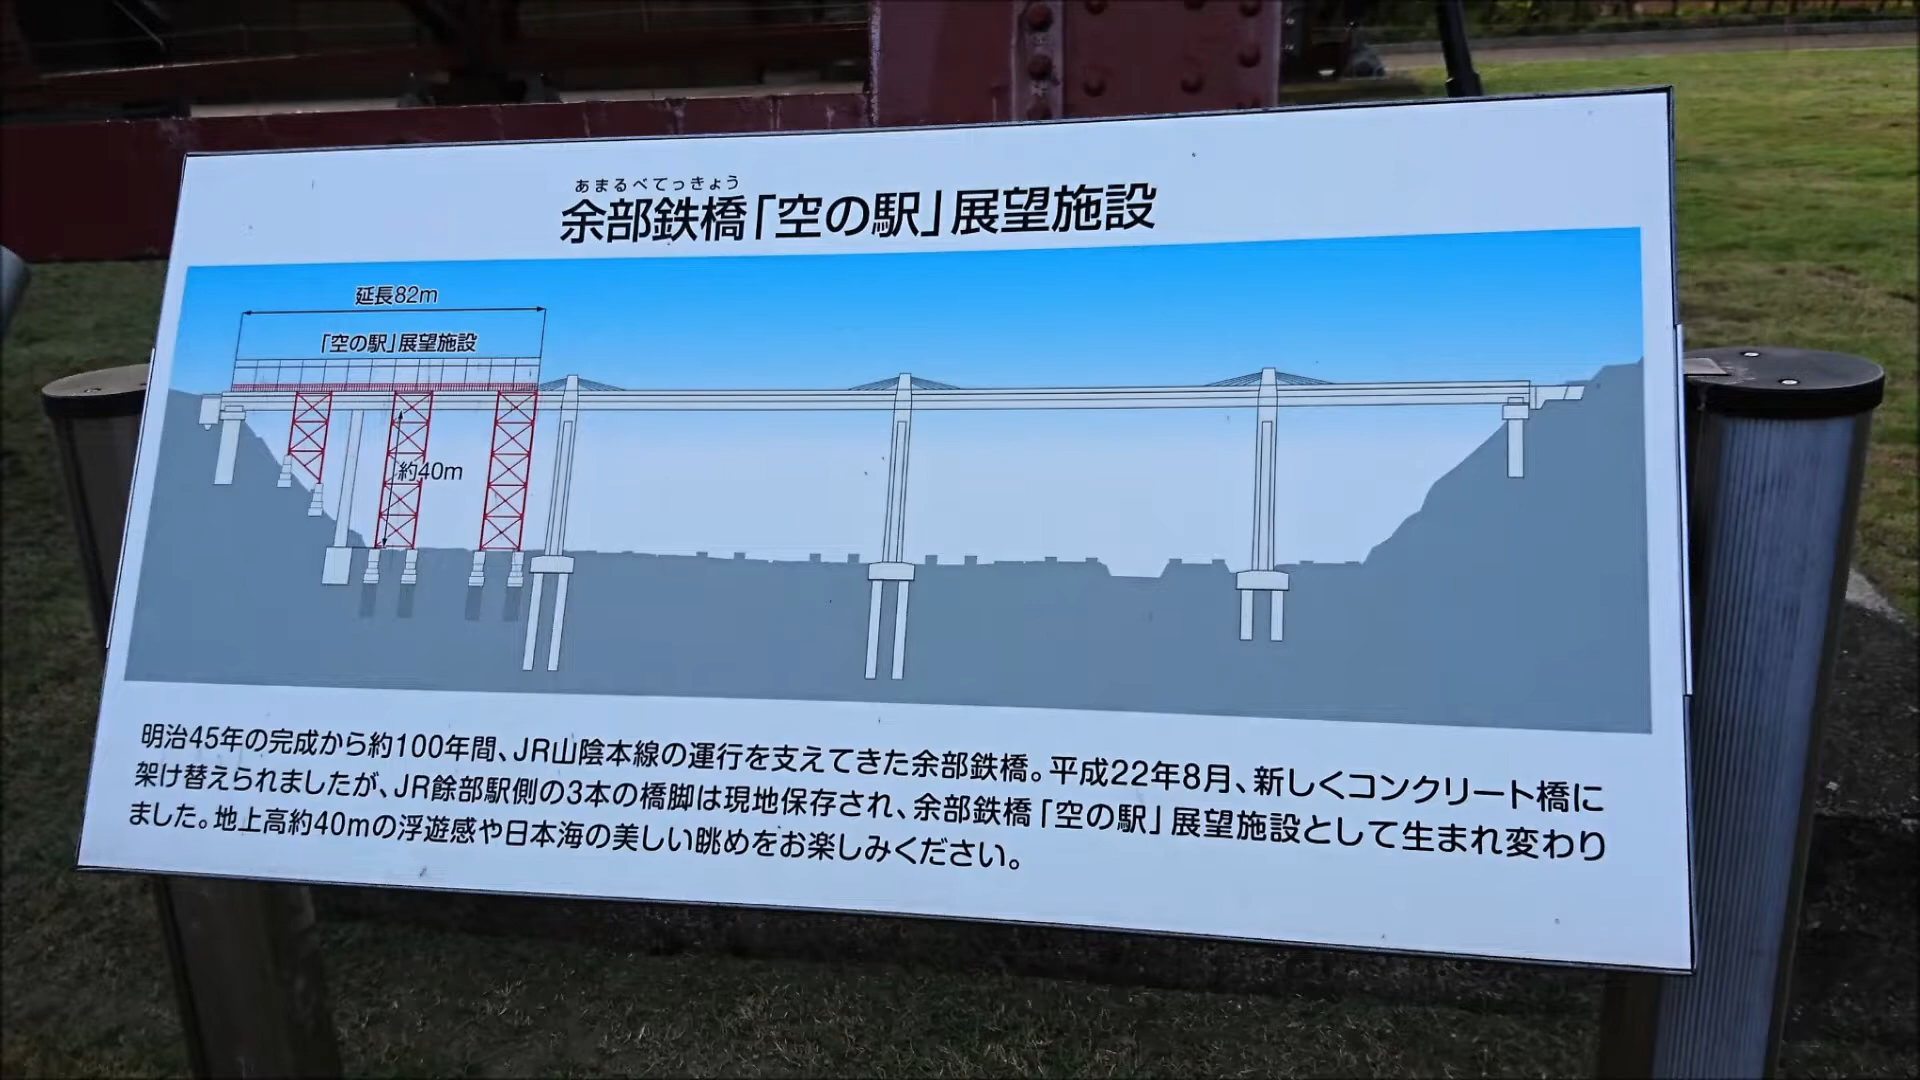 あまるべてっきょう
余部鉄橋「空の駅」展望施設
延長82m
「空の駅」展望施設
約40m
明治45年の完成から約100年間、JR山陰本線の運行を支えてきた余部鉄橋。平成22年8月、新しくコンクリート橋に
架け替えられましたが、JR餘部駅側の3本の橋脚は現地保存され、余部鉄橋「空の駅」展望施設として生まれ変わり
ました。地上高約40mの浮遊感や日本海の美しい眺めをお楽しみください。